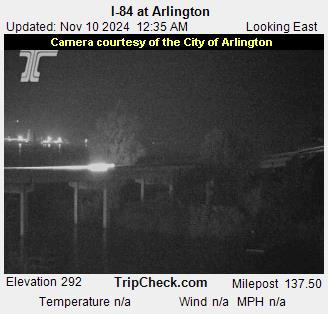 I-84 at Arlington
Updated: Nov 10 2024 12:35 AM Looking East
Camera courtesy of the City of Arlington
Elevation 292 TripCheck.com Milepost 137.50
Temperature n/a Wind n/a MPH n/a